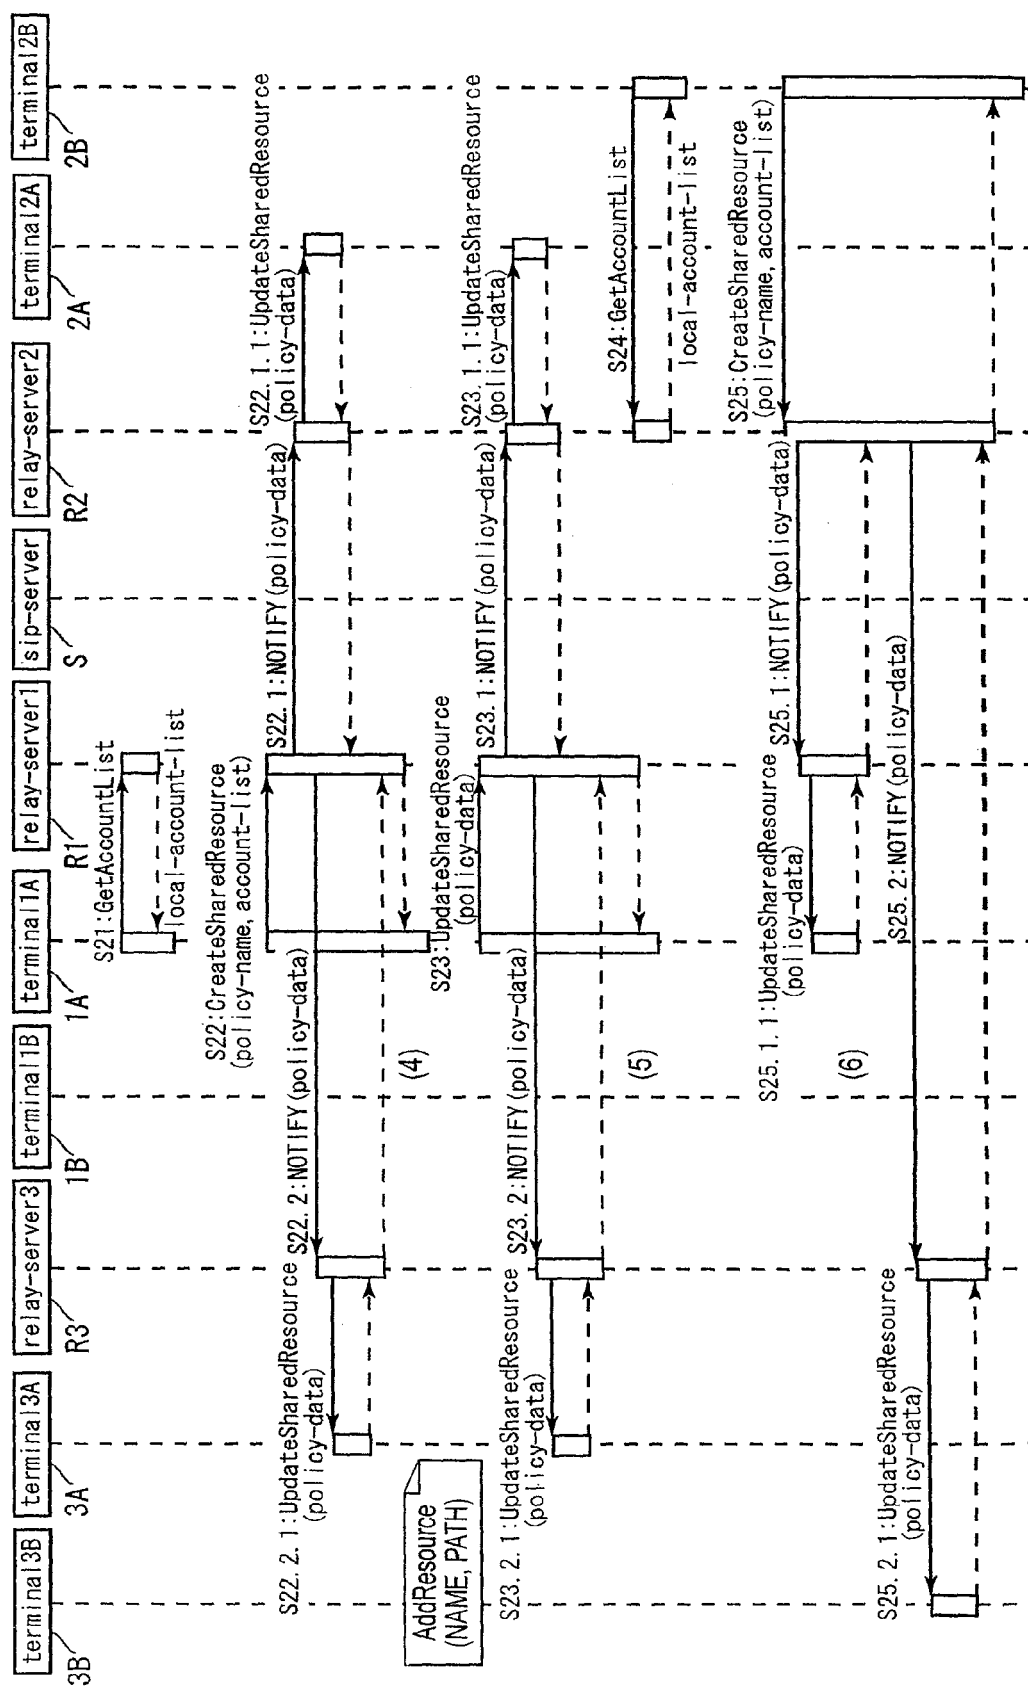 terminal3B
terminal3A
relay-server3
terminal1B
terminal1A
relay-server1
sip-server
relay-server2
terminal2A
terminal2B
3B
3A
R3
1B
1A
R1
S
R2
2A
2B
S21:GetAccountList
local-account-list
S22:CreateSharedResource
(policy-name, account-list)
S22.1:NOTIFY(policy-data)
S22.1.1:UpdateSharedResource
(policy-data)
S22.2:NOTIFY(policy-data)
S22.2.1:UpdateSharedResource
(policy-data)
(4)
AddResource
(NAME, PATH)
S23:UpdateSharedResource
(policy-data)
S23.1:NOTIFY(policy-data)
S23.1.1:UpdateSharedResource
(policy-data)
S23.2:NOTIFY(policy-data)
S23.2.1:UpdateSharedResource
(policy-data)
(5)
S24:GetAccountList
local-account-list
S25:CreateSharedResource
(policy-name, account-list)
S25.1:NOTIFY(policy-data)
S25.1.1:UpdateSharedResource
(policy-data)
(6)
S25.2:NOTIFY(policy-data)
S25.2.1:UpdateSharedResource
(policy-data)